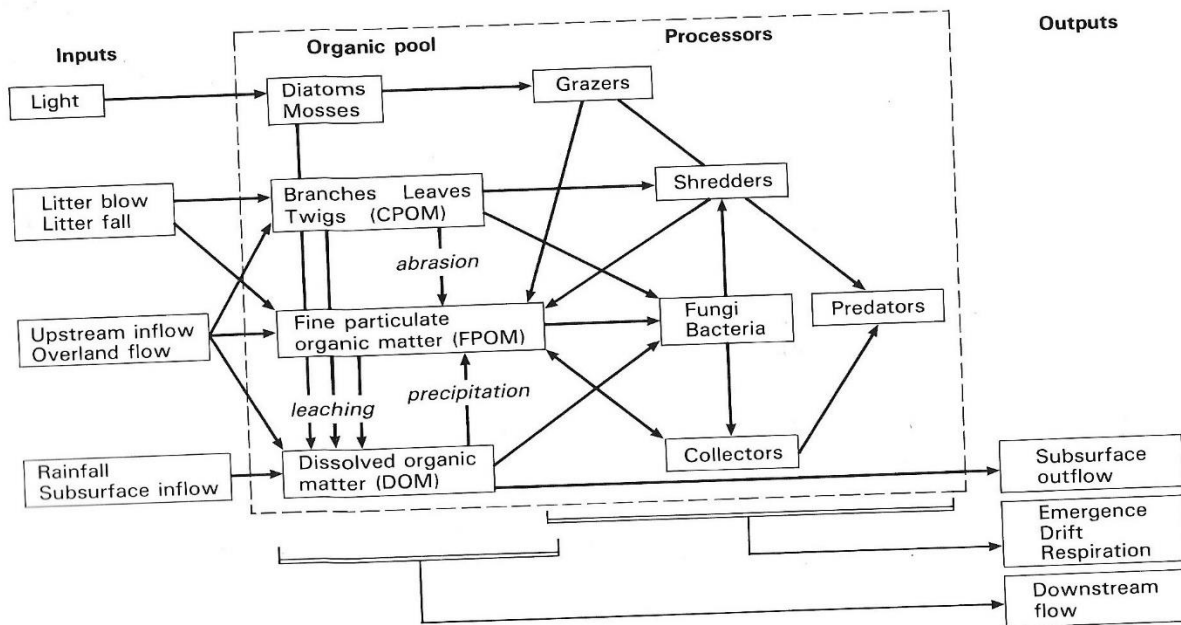 Inputs
Organic pool
Processors
Outputs
Light
Diatoms
Mosses
Grazers
Litter blow
Litter fall
Branches Leaves
Twigs (CPOM)
Shredders
abrasion
Upstream inflow
Overland flow
Fine particulate
organic matter (FPOM)
Fungi
Bacteria
Predators
leaching
precipitation
Rainfall
Subsurface inflow
Dissolved organic
matter (DOM)
Collectors
Subsurface
outflow
Emergence
Drift
Respiration
Downstream
flow